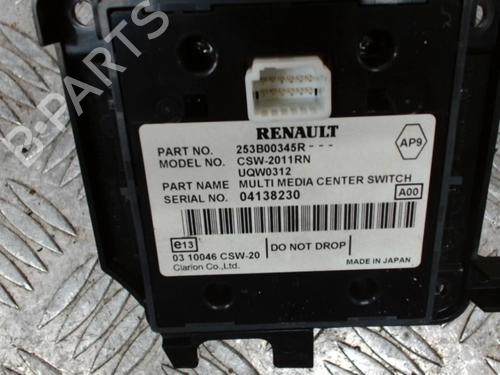 B-PARTS
RENAULT
PART NO. 253B00345R---
MODEL NO. CSW-2011RN
UQW0312
AP9
PART NAME MULTI MEDIA CENTER SWITCH
SERIAL NO. 04138230
A00
e13
DO NOT DROP
03 10046 CSW-20
Clarion Co.,Ltd.
MADE IN JAPAN